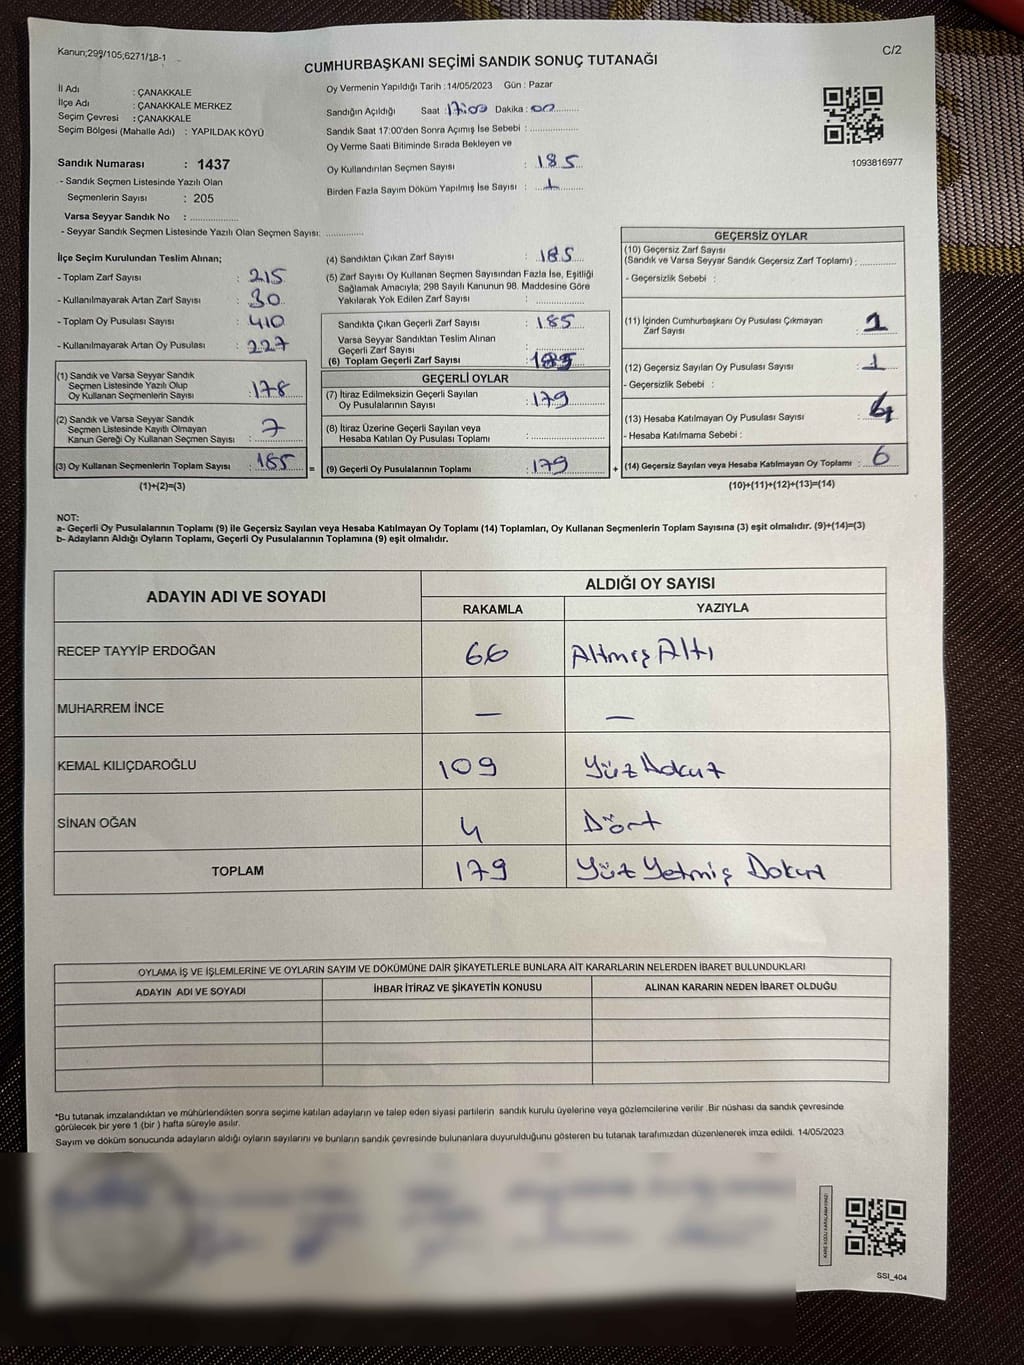 Kanun;299/105;6271/18-1
C/2
CUMHURBAŞKANI SEÇİMİ SANDIK SONUÇ TUTANAĞI
İl Adı : ÇANAKKALE
İlçe Adı : ÇANAKKALE MERKEZ
Seçim Çevresi : ÇANAKKALE
Seçim Bölgesi (Mahalle Adı) : YAPILDAK KÖYÜ
Sandık Numarası : 1437
- Sandık Seçmen Listesinde Yazılı Olan
Seçmenlerin Sayısı : 205
Varsa Seyyar Sandık No : ..................
- Seyyar Sandık Seçmen Listesinde Yazılı Olan Seçmen Sayısı: ..............
Oy Vermenin Yapıldığı Tarih : 14/05/2023 Gün : Pazar
Sandığın Açıldığı Saat : 17:00 Dakika : 00
Sandık Saat 17:00'den Sonra Açımış İse Sebebi : ..................
Oy Verme Saati Bitiminde Sırada Bekleyen ve
Oy Kullandırılan Seçmen Sayısı : 185
Birden Fazla Sayım Döküm Yapılmış İse Sayısı : 1
1093816977
İlçe Seçim Kurulundan Teslim Alınan;
- Toplam Zarf Sayısı : 215
- Kullanılmayarak Artan Zarf Sayısı : 30
- Toplam Oy Pusulası Sayısı : 410
- Kullanılmayarak Artan Oy Pusulası : 227
(1) Sandık ve Varsa Seyyar Sandık
Seçmen Listesinde Yazılı Olup
Oy Kullanan Seçmenlerin Sayısı : 178
(2) Sandık ve Varsa Seyyar Sandık
Seçmen Listesinde Kayıtlı Olmayan
Kanun Gereği Oy Kullanan Seçmen Sayısı : 7
(3) Oy Kullanan Seçmenlerin Toplam Sayısı : 185 =
(1)+(2)=(3)
(4) Sandıktan Çıkan Zarf Sayısı : 185
(5) Zarf Sayısı Oy Kullanan Seçmen Sayısından Fazla İse, Eşitliği
Sağlamak Amacıyla; 298 Sayılı Kanunun 98. Maddesine Göre
Yakılarak Yok Edilen Zarf Sayısı : ..............
Sandıkta Çıkan Geçerli Zarf Sayısı : 185
Varsa Seyyar Sandıktan Teslim Alınan
Geçerli Zarf Sayısı : ..............
(6) Toplam Geçerli Zarf Sayısı : 185
GEÇERLİ OYLAR
(7) İtiraz Edilmeksizin Geçerli Sayılan
Oy Pusulalarının Sayısı : 179
(8) İtiraz Üzerine Geçerli Sayılan veya
Hesaba Katılan Oy Pusulası Toplamı : ..............
(9) Geçerli Oy Pusulalarının Toplamı : 179 +
GEÇERSİZ OYLAR
(10) Geçersiz Zarf Sayısı
(Sandık ve Varsa Seyyar Sandık Geçersiz Zarf Toplamı) : ..........
- Geçersizlik Sebebi :
(11) İçinden Cumhurbaşkanı Oy Pusulası Çıkmayan
Zarf Sayısı : 1
(12) Geçersiz Sayılan Oy Pusulası Sayısı : 1
- Geçersizlik Sebebi :
(13) Hesaba Katılmayan Oy Pusulası Sayısı : 4
- Hesaba Katılmama Sebebi :
(14) Geçersiz Sayılan veya Hesaba Katılmayan Oy Toplamı : 6
(10)+(11)+(12)+(13)=(14)
NOT:
a- Geçerli Oy Pusulalarının Toplamı (9) ile Geçersiz Sayılan veya Hesaba Katılmayan Oy Toplamı (14) Toplamları, Oy Kullanan Seçmenlerin Toplam Sayısına (3) eşit olmalıdır. (9)+(14)=(3)
b- Adayların Aldığı Oyların Toplamı, Geçerli Oy Pusulalarının Toplamına (9) eşit olmalıdır.
ADAYIN ADI VE SOYADI ALDIĞI OY SAYISI
RAKAMLA YAZIYLA
RECEP TAYYİP ERDOĞAN 66 Altmış Altı
MUHARREM İNCE — —
KEMAL KILIÇDAROĞLU 109 Yüz Dokuz
SİNAN OĞAN 4 Dört
TOPLAM 179 Yüz Yetmiş Dokuz
OYLAMA İŞ VE İŞLEMLERİNE VE OYLARIN SAYIM VE DÖKÜMÜNE DAİR ŞİKAYETLERLE BUNLARA AİT KARARLARIN NELERDEN İBARET BULUNDUKLARI
ADAYIN ADI VE SOYADI İHBAR İTİRAZ VE ŞİKAYETİN KONUSU ALINAN KARARIN NEDEN İBARET OLDUĞU
*Bu tutanak imzalandıktan ve mühürlendikten sonra seçime katılan adayların ve talep eden siyasi partilerin sandık kurulu üyelerine veya gözlemcilerine verilir .Bir nüshası da sandık çevresinde
görülecek bir yere 1 (bir ) hafta süreyle asılır.
Sayım ve döküm sonucunda adayların aldığı oyların sayılarını ve bunların sandık çevresinde bulunanlara duyurulduğunu gösteren bu tutanak tarafımızdan düzenlenerek imza edildi. 14/05/2023
SSI_404